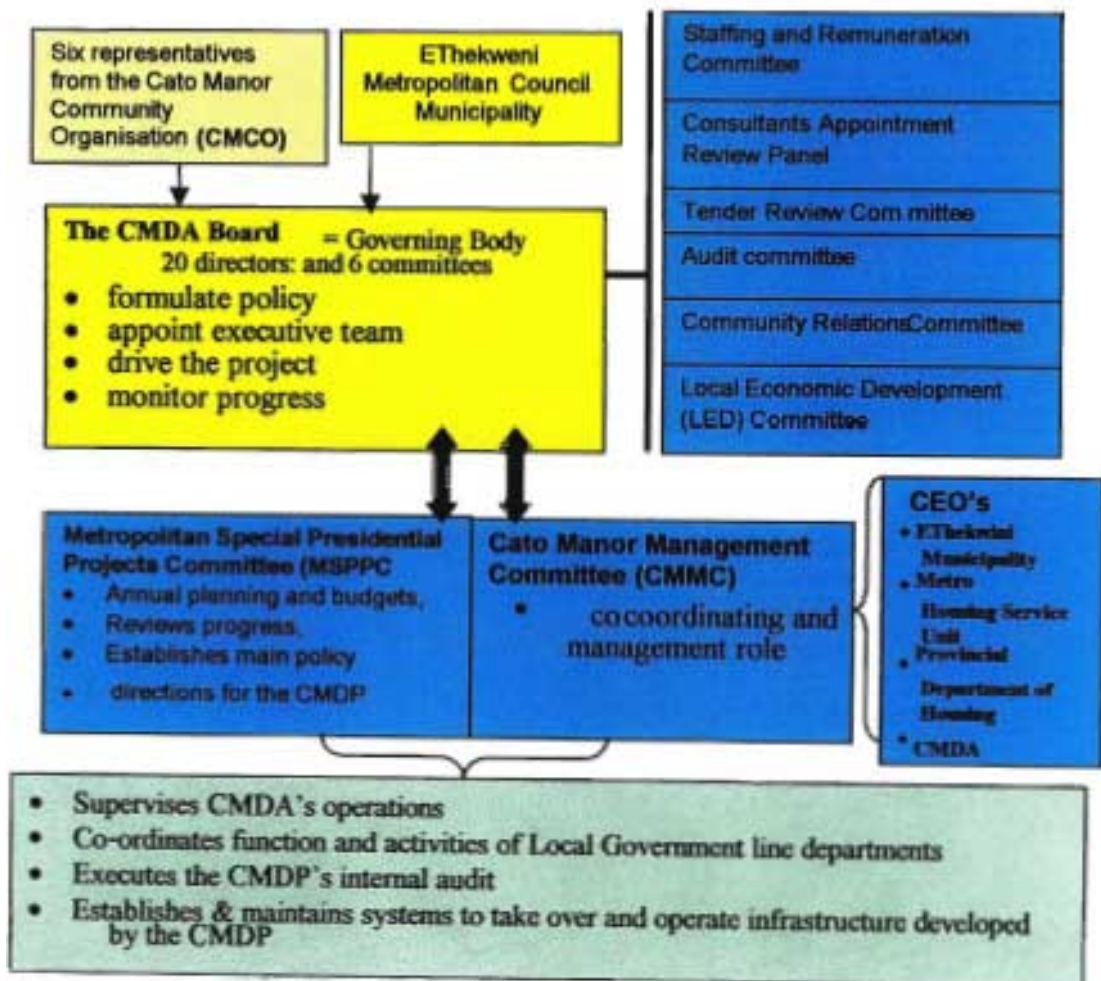 Six representatives
from the Cato Manor
Community
Organisation (CMCO)
EThekweni
Metropolitan Council
Municipality
Staffing and Remuneration
Committee
Consultants Appointment
Review Panel
Tender Review Com mittee
Audit committee
Community RelationsCommittee
Local Economic Development
(LED) Committee
The CMDA Board = Governing Body
20 directors: and 6 committees
• formulate policy
• appoint executive team
• drive the project
• monitor progress
Metropolitan Special Presidential
Projects Committee (MSPPC
• Annual planning and budgets,
• Reviews progress,
• Establishes main policy
• directions for the CMDP
Cato Manor Management
Committee (CMMC)
• cocoordinating and
management role
CEO's
• EThekwini
Municipality
• Metro
Housing Service
Unit
• Provincial
Department of
Housing
• CMDA
• Supervises CMDA's operations
• Co-ordinates function and activities of Local Government line departments
• Executes the CMDP's internal audit
• Establishes & maintains systems to take over and operate infrastructure developed
by the CMDP